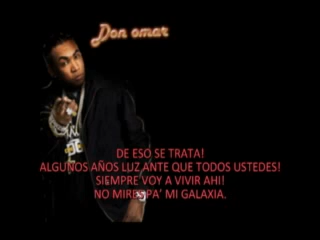 Don omar
DE ESO SE TRATA!
ALGUNOS AÑOS LUZ ANTE QUE TODOS USTEDES!
SIEMPRE VOY A VIVIR AHI!
NO MIRES PA' MI GALAXIA.